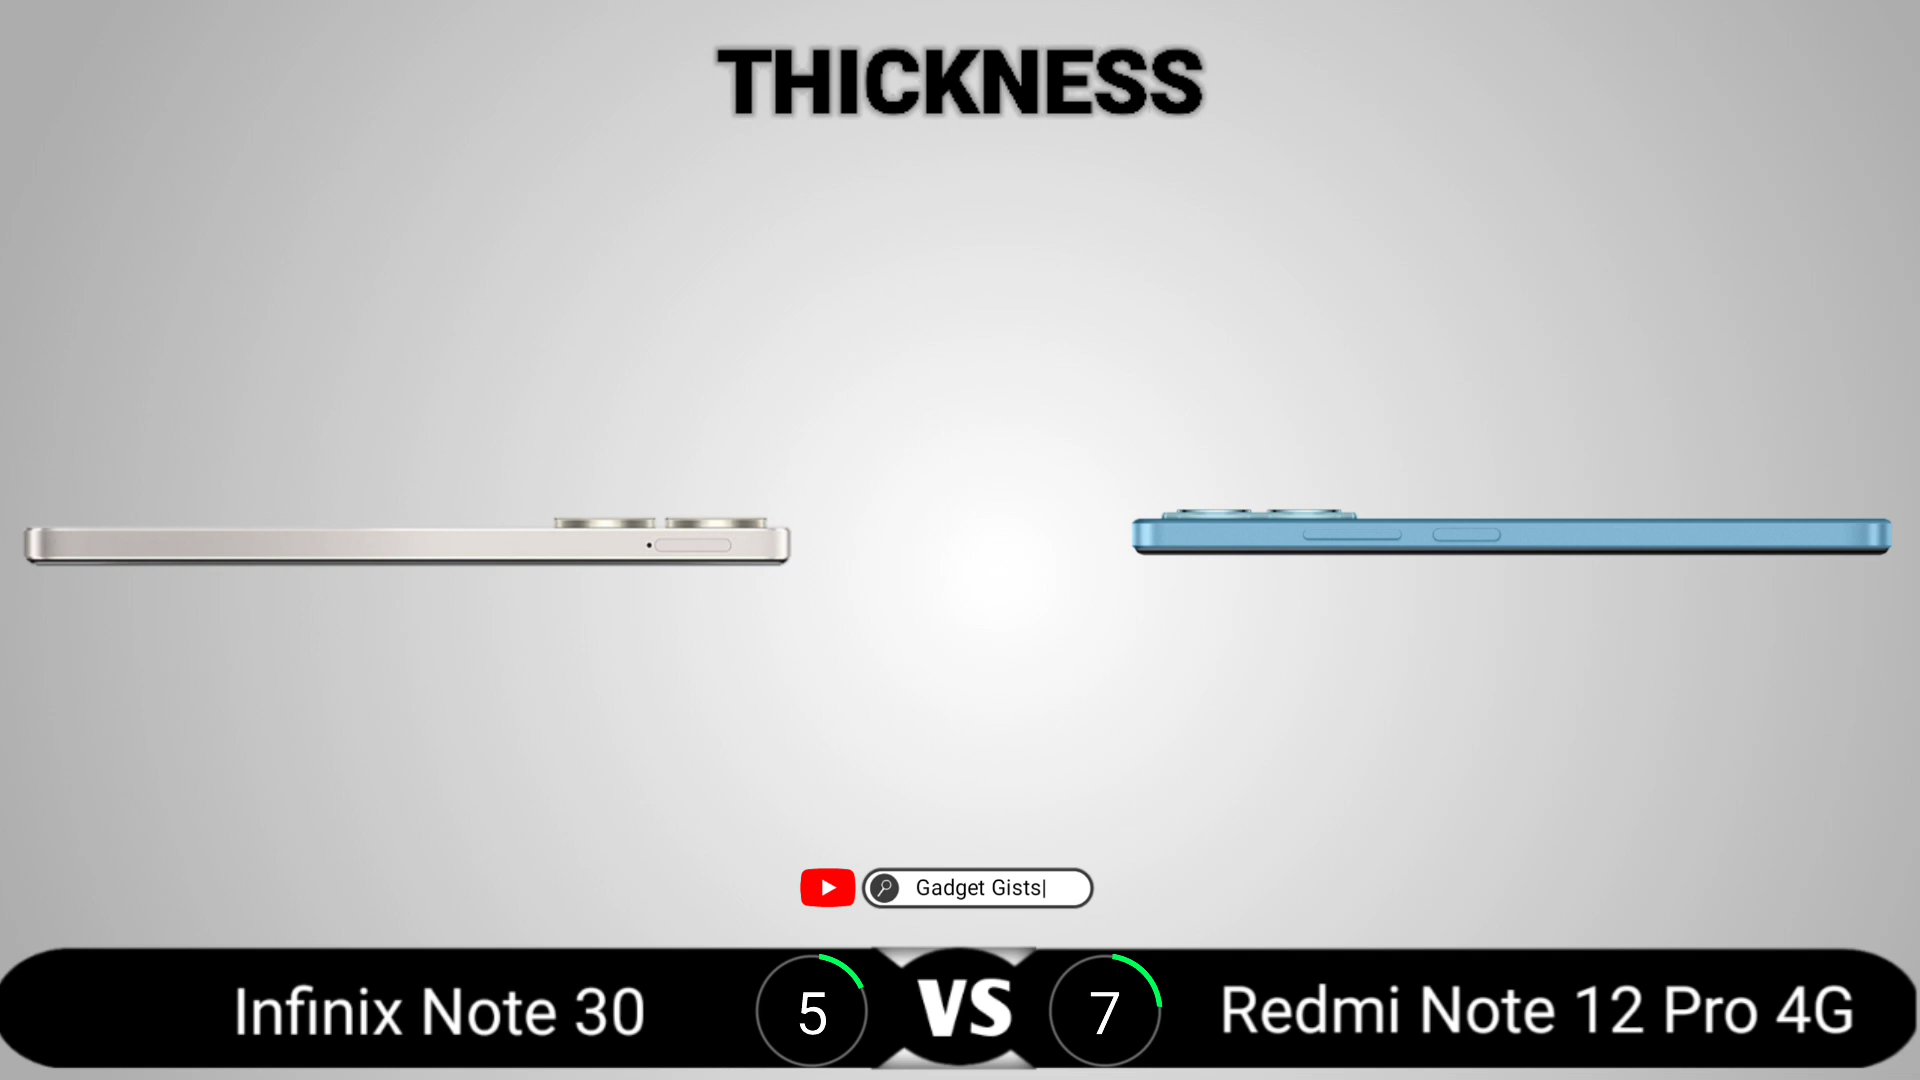 THICKNESS
Gadget Gists|
Infinix Note 30 5 VS 7 Redmi Note 12 Pro 4G